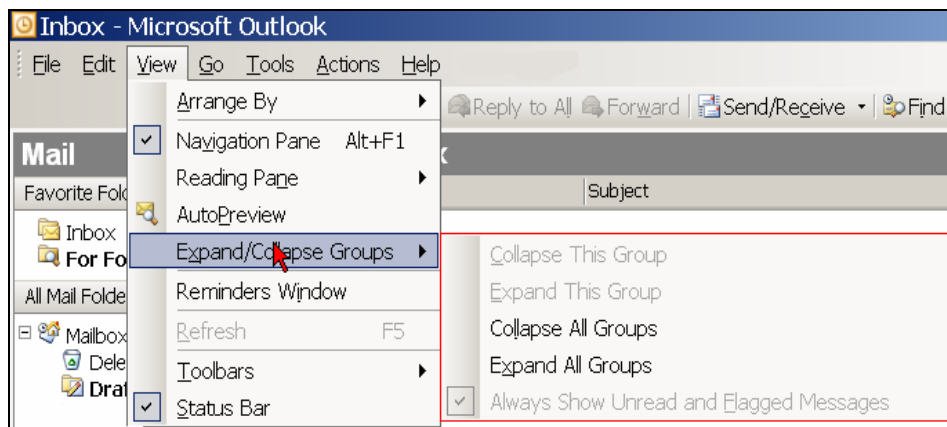 Inbox - Microsoft Outlook
File Edit View Go Tools Actions Help
Arrange By
Reply to All Forward Send/Receive Find
Navigation Pane Alt+F1
Mail
Reading Pane
Favorite Fold
Subject
AutoPreview
Inbox
Expand/Collapse Groups
Collapse This Group
For Fo
Expand This Group
All Mail Folde
Reminders Window
Collapse All Groups
Mailbox
Refresh F5
Expand All Groups
Dele
Toolbars
Draf
Always Show Unread and Flagged Messages
Status Bar